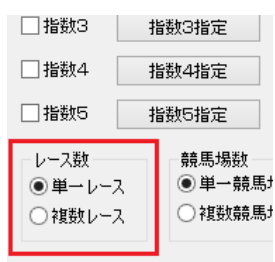 指数3 指数3指定
指数4 指数4指定
指数5 指数5指定
レース数 競馬場数
単一レース 単一競馬
複数レース 複数競馬